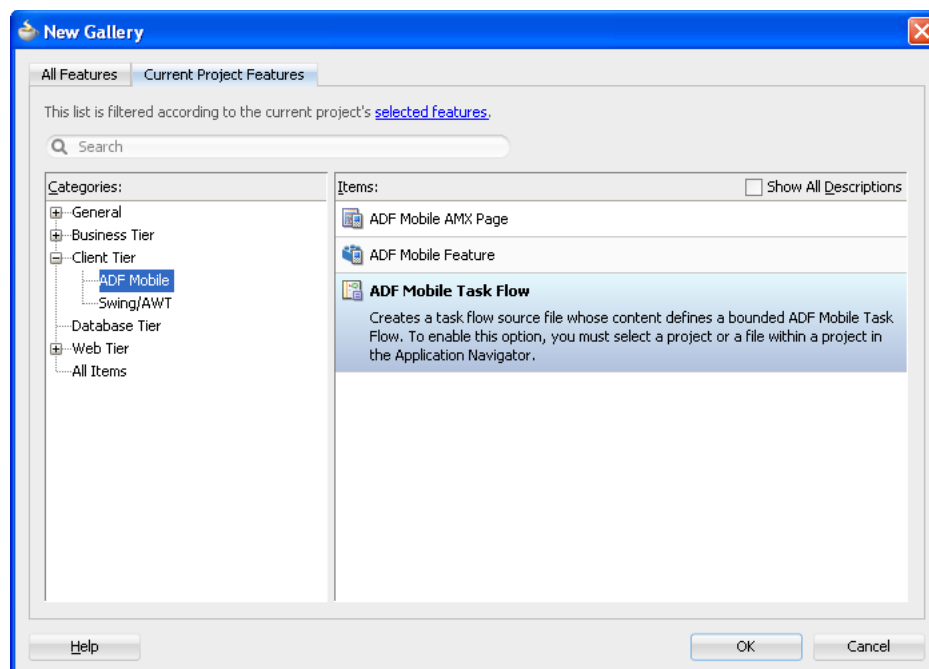 New Gallery
All Features
Current Project Features
This list is filtered according to the current project's selected features.
Search
Categories:
General
Business Tier
Client Tier
ADF Mobile
Swing/AWT
Database Tier
Web Tier
All Items
Items:
Show All Descriptions
ADF Mobile AMX Page
ADF Mobile Feature
ADF Mobile Task Flow
Creates a task flow source file whose content defines a bounded ADF Mobile Task
Flow. To enable this option, you must select a project or a file within a project in
the Application Navigator.
Help
OK
Cancel